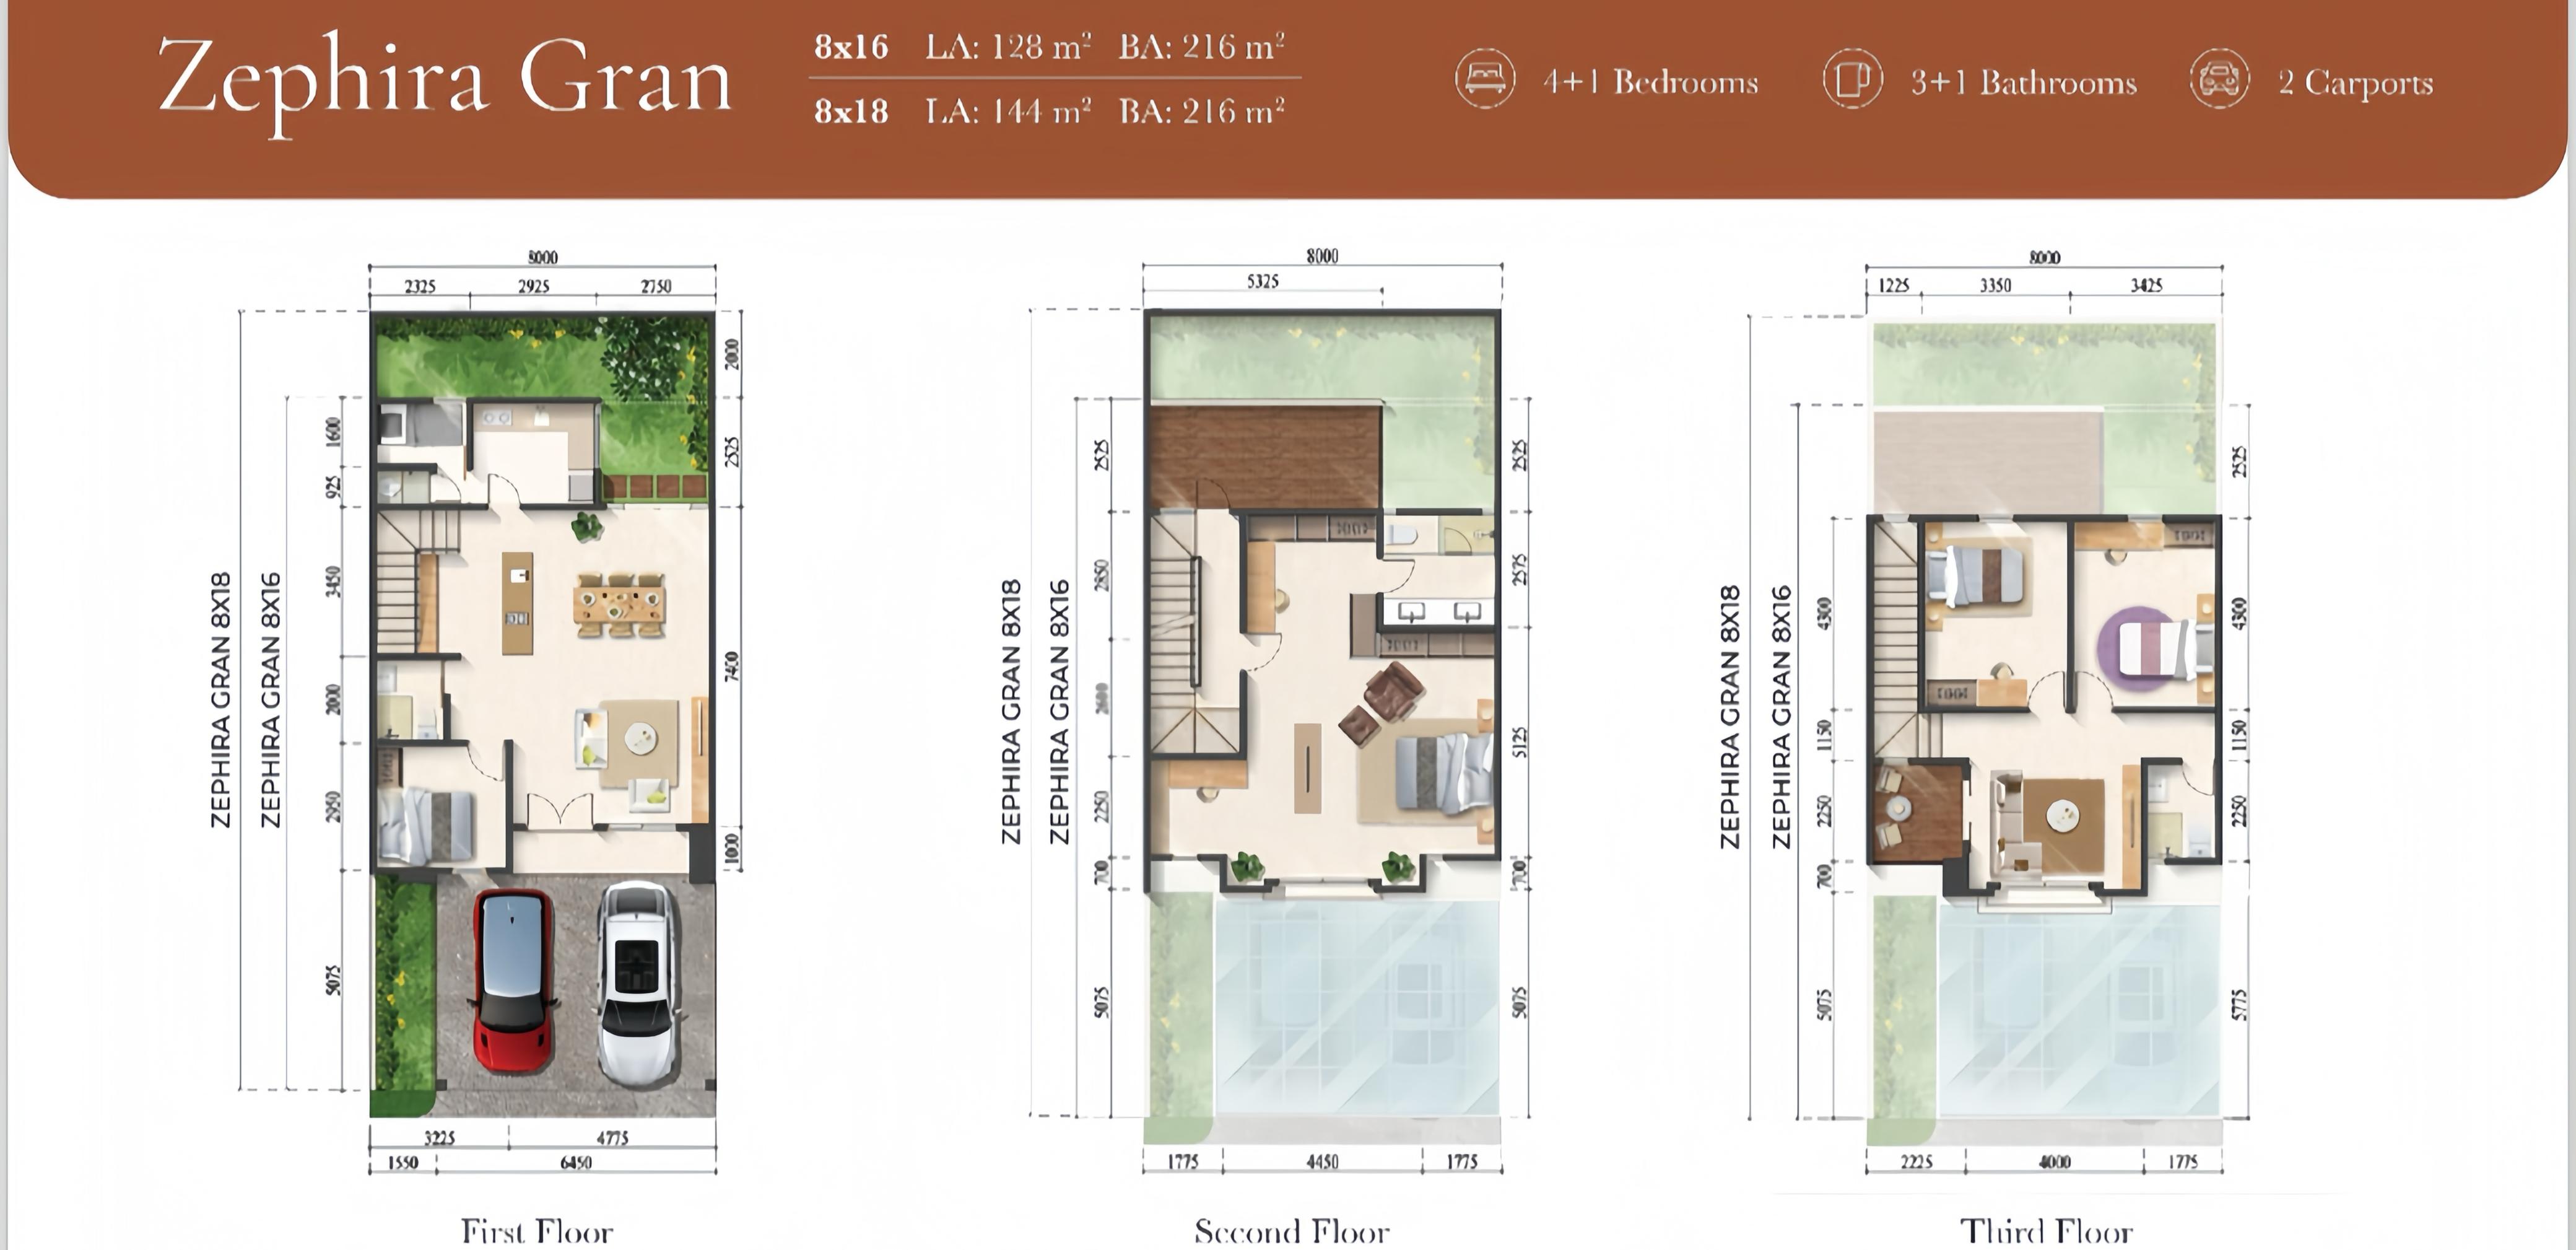 Zephira Gran
8x16 LA: 128 m² BA: 216 m²
8x18 LA: 144 m² BA: 216 m²
4+1 Bedrooms
3+1 Bathrooms
2 Carports
8000
2325 2925 2750
ZEPHIRA GRAN 8X18
ZEPHIRA GRAN 8X16
1600
925
3450
2000
2950
5075
2000
2525
7400
1000
3225 4775
1550 6450
First Floor
8000
5325
ZEPHIRA GRAN 8X18
ZEPHIRA GRAN 8X16
2525
2850
2600
2250
700
5075
2525
2575
5125
700
5075
1775 4450 1775
Second Floor
8000
1225 3350 3425
ZEPHIRA GRAN 8X18
ZEPHIRA GRAN 8X16
4300
1150
2250
700
5075
2525
4300
1150
2250
5775
2225 4000 1775
Third Floor